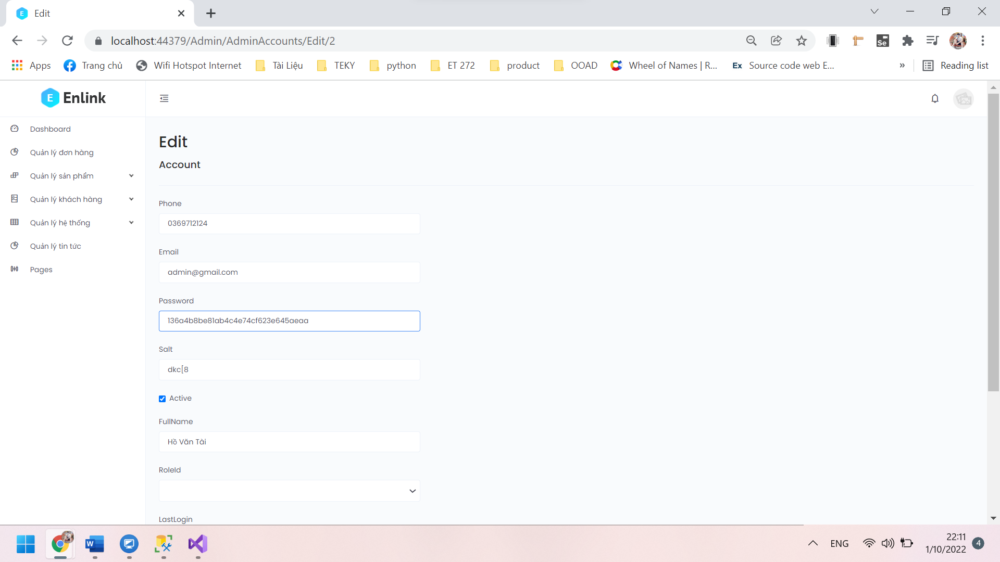 Edit
localhost:44379/Admin/AdminAccounts/Edit/2
Se
Apps
Trang chủ
Wifi Hotspot Internet
Tài Liệu
TEKY
python
ET 272
product
OOAD
Wheel of Names | R...
Ex Source code web E...
»
Reading list
E Enlink
Dashboard
Quản lý đơn hàng
Quản lý sản phẩm
Quản lý khách hàng
Quản lý hệ thống
Quản lý tin tức
Pages
Edit
Account
Phone
0369712124
Email
admin@gmail.com
Password
136a4b8be81ab4c4e74cf623e645aeaa
Salt
dkc[8
Active
FullName
Hồ Văn Tài
RoleId
LastLogin
W
ENG
22:11
1/10/2022
4